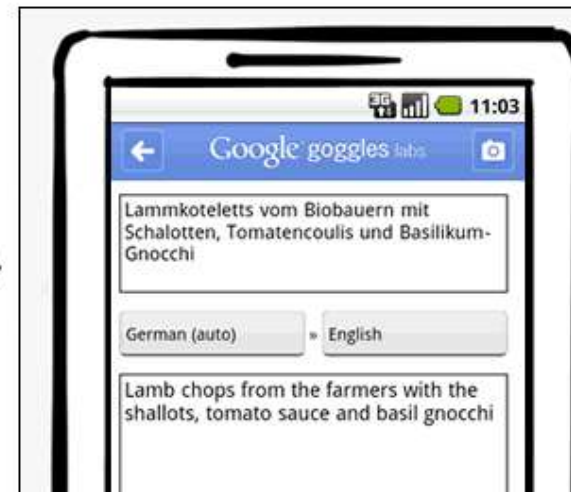 3G
11:03
Google goggles labs
Lammkoteletts vom Biobauern mit
Schalotten, Tomatencoulis und Basilikum-
Gnocchi
German (auto) » English
Lamb chops from the farmers with the
shallots, tomato sauce and basil gnocchi